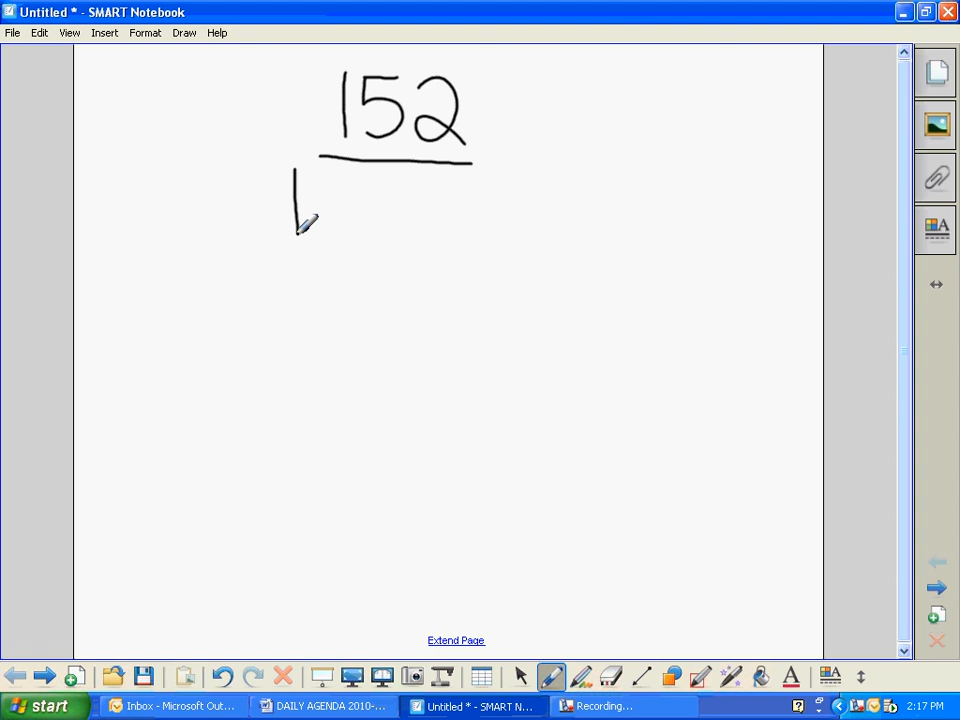 Untitled * - SMART Notebook
File Edit View Insert Format Draw Help
152
Extend Page
start Inbox - Microsoft Out... DAILY AGENDA 2010-... Untitled * - SMART N... Recording... 2:17 PM